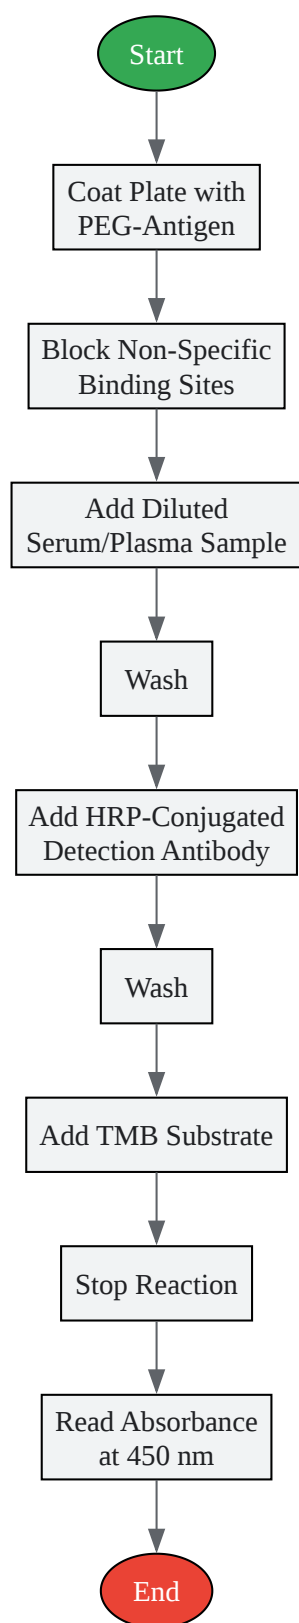 Start
Coat Plate with
PEG-Antigen
Block Non-Specific
Binding Sites
Add Diluted
Serum/Plasma Sample
Wash
Add HRP-Conjugated
Detection Antibody
Wash
Add TMB Substrate
Stop Reaction
Read Absorbance
at 450 nm
End